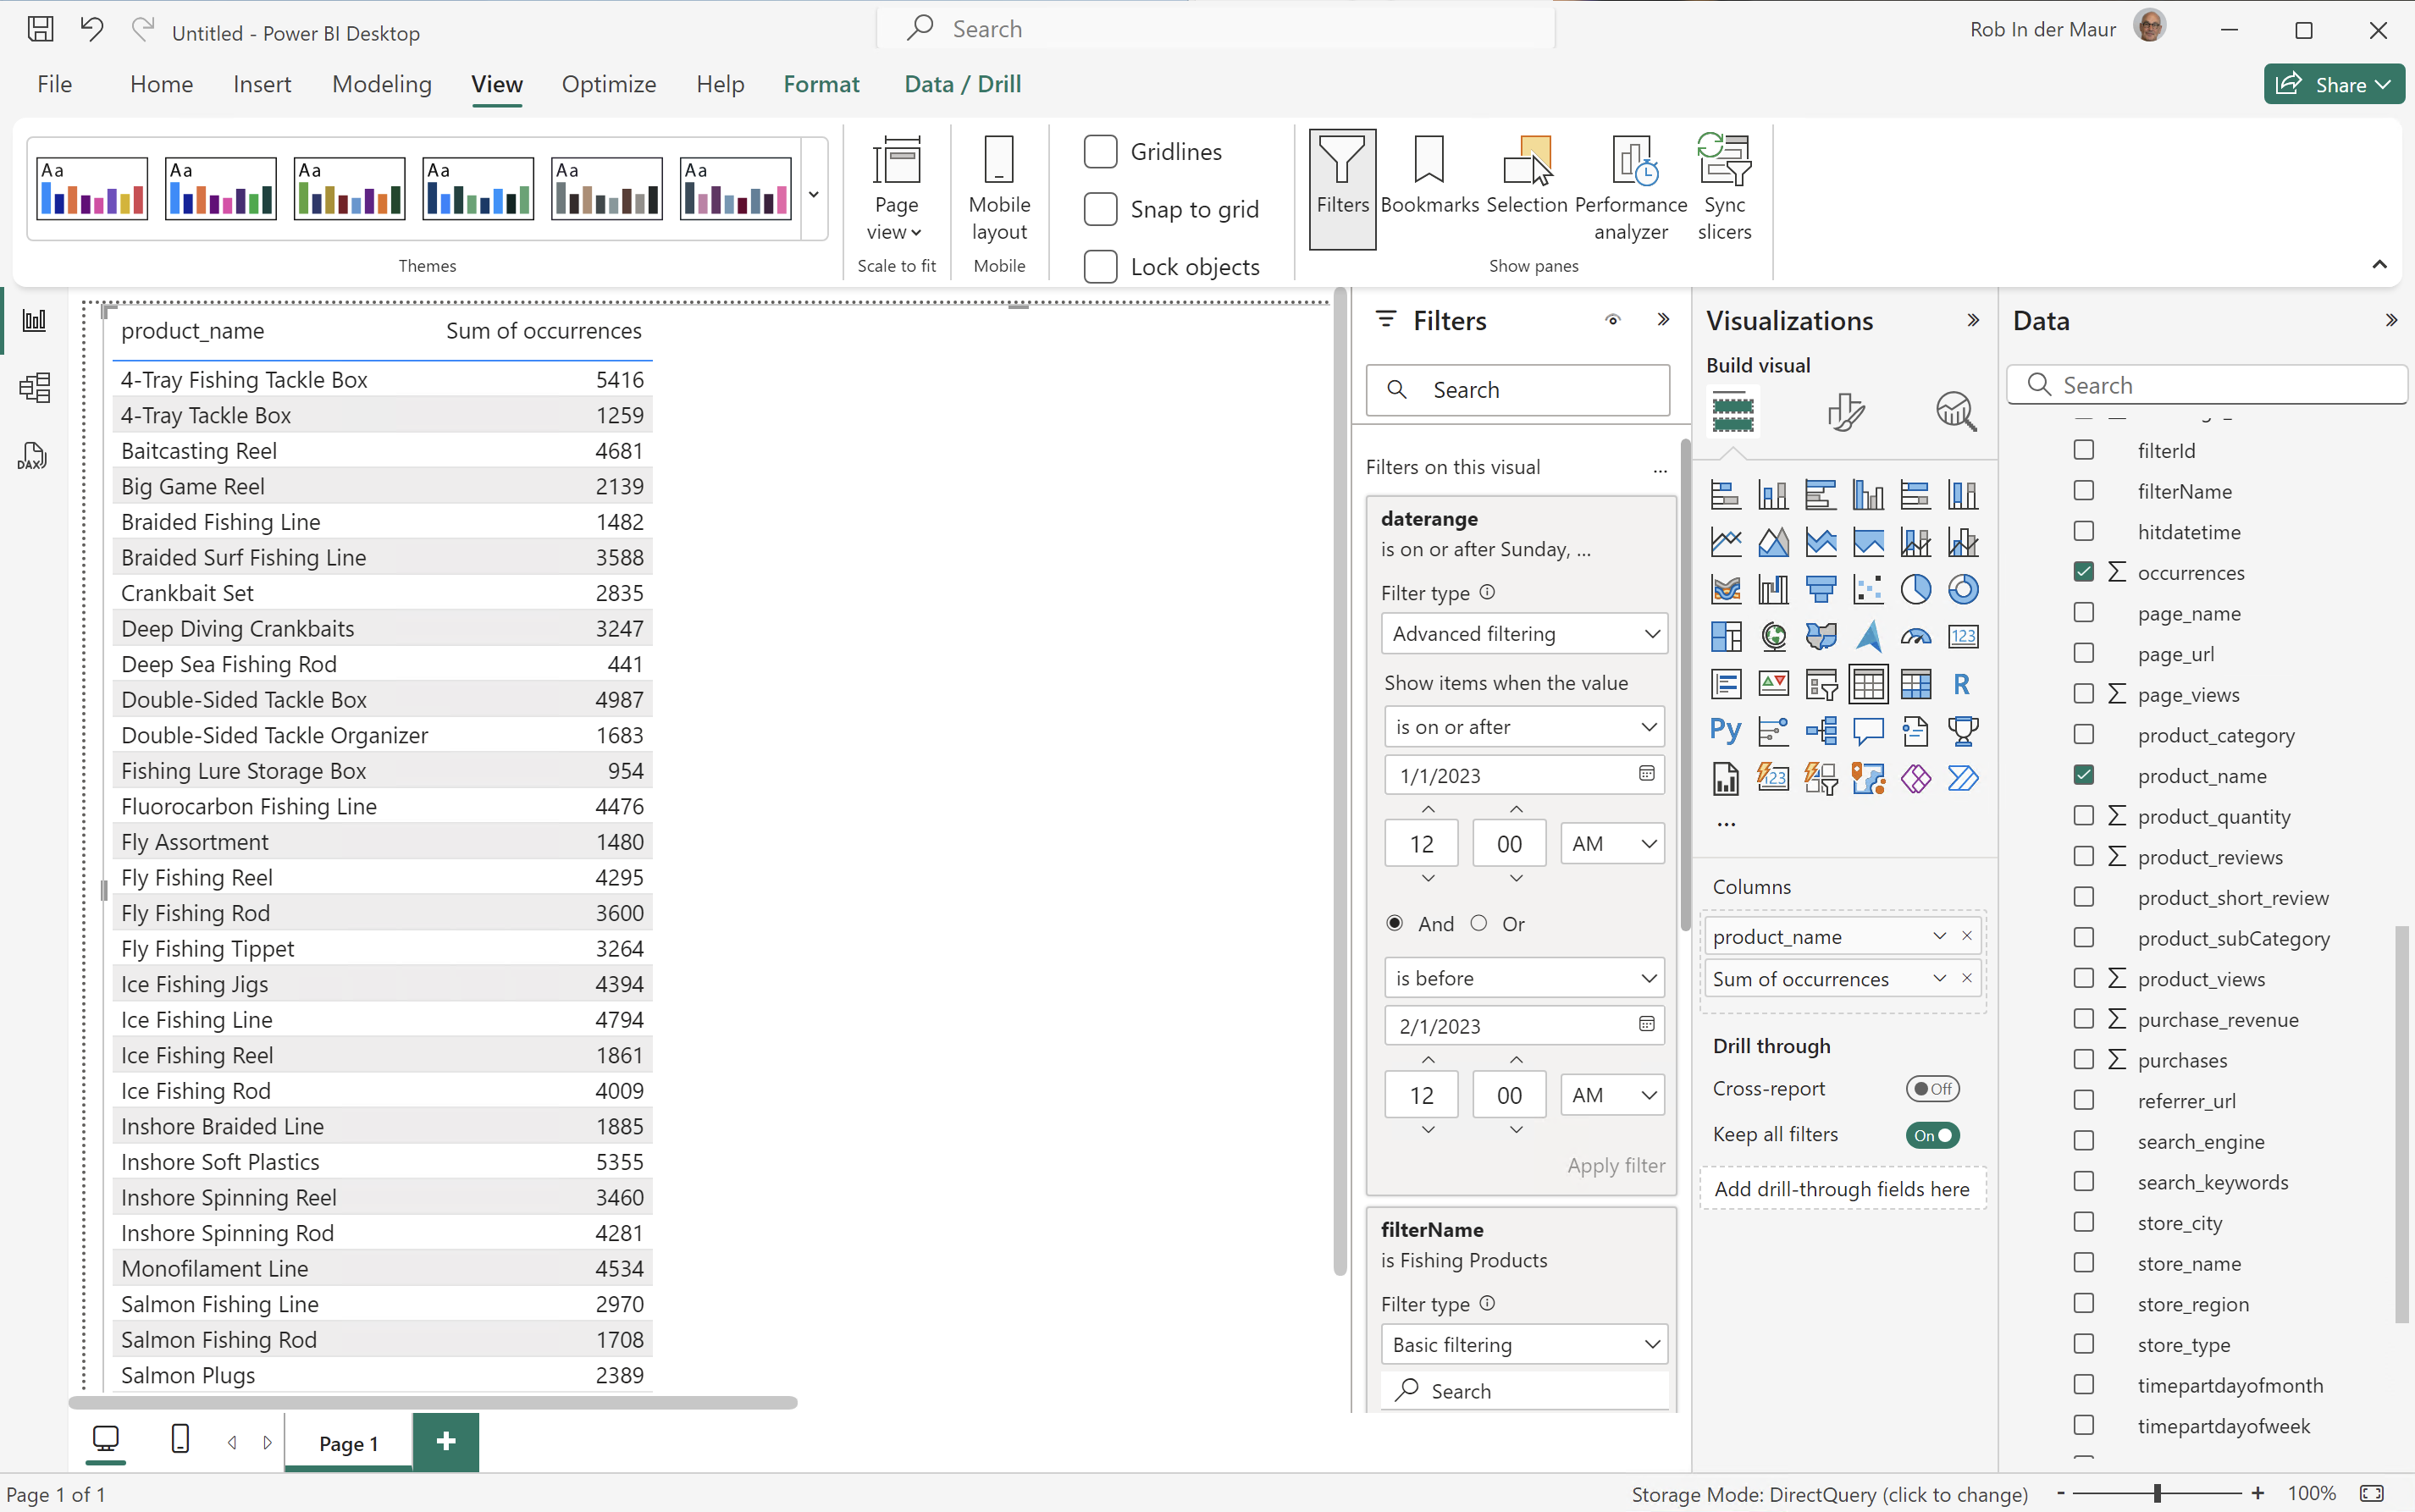 Untitled - Power BI Desktop
Search
Rob In der Maur
File
Home
Insert
Modeling
View
Optimize
Help
Format
Data / Drill
Share
Aa
Aa
Aa
Aa
Aa
Aa
Themes
Page view
Scale to fit
Mobile layout
Mobile
Gridlines
Snap to grid
Lock objects
Filters
Bookmarks
Selection
Performance analyzer
Sync slicers
Show panes
DAX
product_name Sum of occurrences
4-Tray Fishing Tackle Box 5416
4-Tray Tackle Box 1259
Baitcasting Reel 4681
Big Game Reel 2139
Braided Fishing Line 1482
Braided Surf Fishing Line 3588
Crankbait Set 2835
Deep Diving Crankbaits 3247
Deep Sea Fishing Rod 441
Double-Sided Tackle Box 4987
Double-Sided Tackle Organizer 1683
Fishing Lure Storage Box 954
Fluorocarbon Fishing Line 4476
Fly Assortment 1480
Fly Fishing Reel 4295
Fly Fishing Rod 3600
Fly Fishing Tippet 3264
Ice Fishing Jigs 4394
Ice Fishing Line 4794
Ice Fishing Reel 1861
Ice Fishing Rod 4009
Inshore Braided Line 1885
Inshore Soft Plastics 5355
Inshore Spinning Reel 3460
Inshore Spinning Rod 4281
Monofilament Line 4534
Salmon Fishing Line 2970
Salmon Fishing Rod 1708
Salmon Plugs 2389
Filters
Search
Filters on this visual ...
daterange
is on or after Sunday, ...
Filter type
Advanced filtering
Show items when the value
is on or after
1/1/2023
12 00 AM
And Or
is before
2/1/2023
12 00 AM
Apply filter
filterName
is Fishing Products
Filter type
Basic filtering
Search
Visualizations
Build visual
123
R
Py
123
...
Columns
product_name
Sum of occurrences
Drill through
Cross-report Off
Keep all filters On
Add drill-through fields here
Data
Search
filterId
filterName
hitdatetime
∑ occurrences
page_name
page_url
∑ page_views
product_category
product_name
∑ product_quantity
∑ product_reviews
product_short_review
product_subCategory
∑ product_views
∑ purchase_revenue
∑ purchases
referrer_url
search_engine
search_keywords
store_city
store_name
store_region
store_type
timepartdayofmonth
timepartdayofweek
Page 1
+
Page 1 of 1
Storage Mode: DirectQuery (click to change)
- + 100%